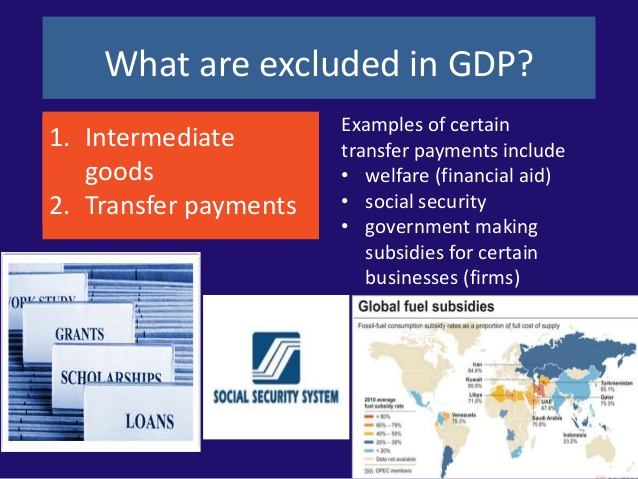 What are excluded in GDP?
1. Intermediate
goods
2. Transfer payments
Examples of certain
transfer payments include
• welfare (financial aid)
• social security
• government making
subsidies for certain
businesses (firms)
WORK STUDY
GRANTS
SCHOLARSHIPS
LOANS
SOCIAL SECURITY SYSTEM
Global fuel subsidies
Fossil-fuel consumption subsidy rates as a proportion of full cost of supply
Iran
84.6%
Kuwait
85.5%
Libya
71.0%
Turkmenistan
65.1%
Qatar
75.3%
UAE
67.8%
Saudi Arabia
75.8%
Venezuela
75.3%
Indonesia
23.2%
2010 average
fuel subsidy rate
> 80%
60% - 79%
40% - 59%
20% - 39%
< 20%
Data not available
OPEC members